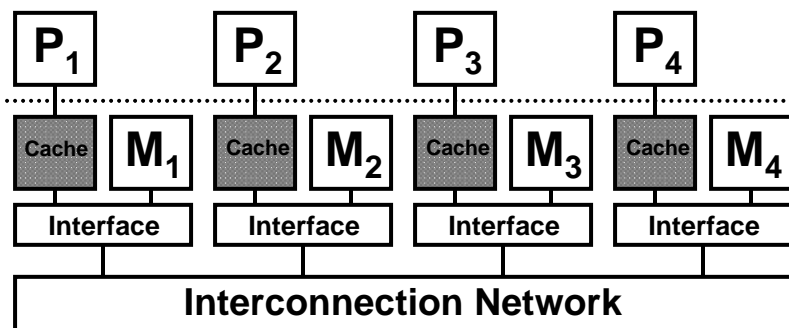 P1 P2 P3 P4
Cache M1 Cache M2 Cache M3 Cache M4
Interface Interface Interface Interface
Interconnection Network